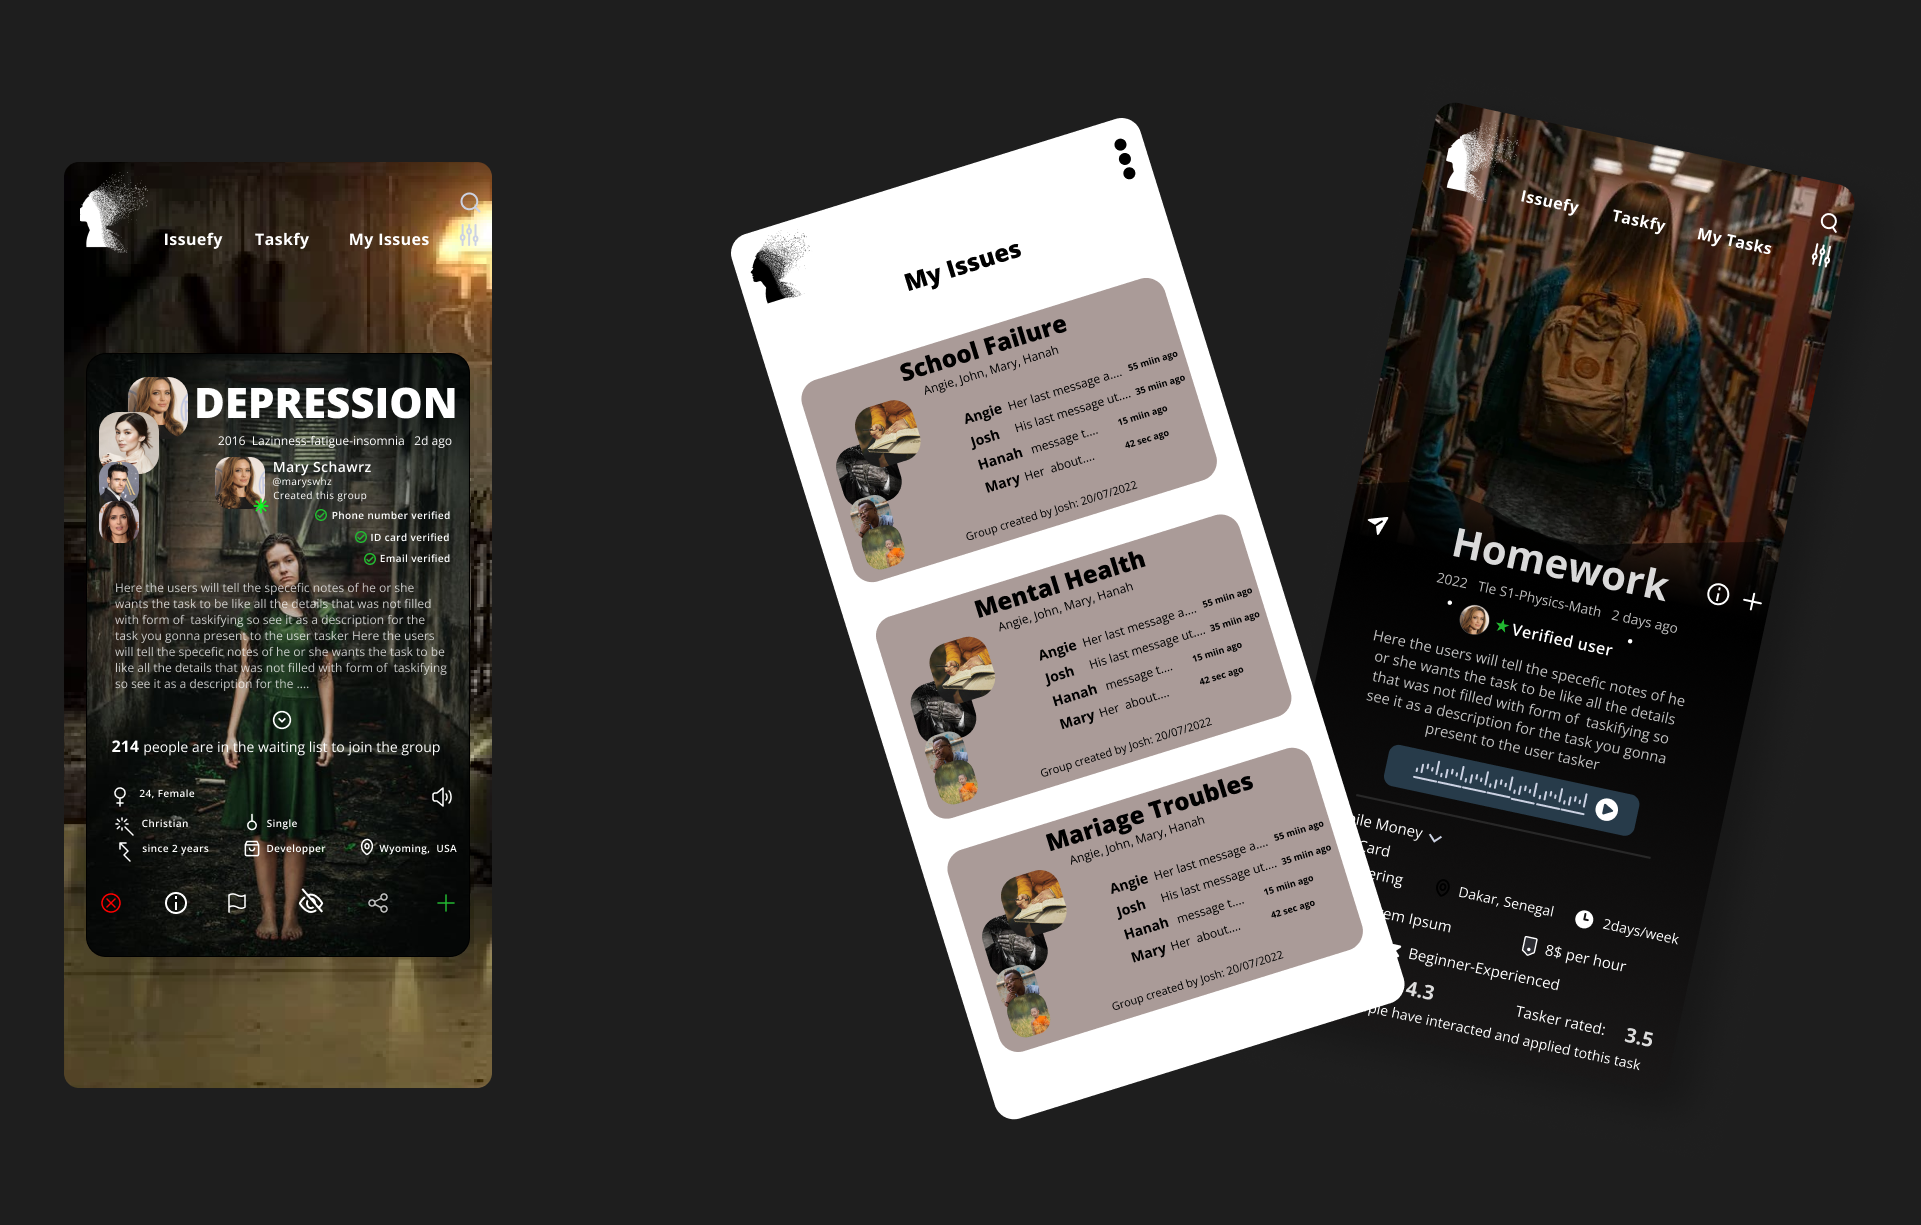 Issuefy Taskfy My Issues
DEPRESSION
2016 Lazinness-fatigue-insomnia 2d ago
Mary Schawrz
@maryswhz
Created this group
Phone number verified
ID card verified
Email verified
Here the users will tell the specefic notes of he or she
wants the task to be like all the details that was not filled
with form of taskifying so see it as a description for the
task you gonna present to the user tasker Here the users
will tell the specefic notes of he or she wants the task to be
like all the details that was not filled with form of taskifying
so see it as a description for the ....
214 people are in the waiting list to join the group
24, Female
Christian Single
since 2 years Developper Wyoming, USA
My Issues
School Failure
Angie, John, Mary, Hanah
Angie Her last message a.... 55 miin ago
Josh His last message ut.... 35 miin ago
Hanah message t.... 15 miin ago
Mary Her about.... 42 sec ago
Group created by Josh: 20/07/2022
Mental Health
Angie, John, Mary, Hanah
Angie Her last message a.... 55 miin ago
Josh His last message ut.... 35 miin ago
Hanah message t.... 15 miin ago
Mary Her about.... 42 sec ago
Group created by Josh: 20/07/2022
Mariage Troubles
Angie, John, Mary, Hanah
Angie Her last message a.... 55 miin ago
Josh His last message ut.... 35 miin ago
Hanah message t.... 15 miin ago
Mary Her about.... 42 sec ago
Group created by Josh: 20/07/2022
Issuefy Taskfy My Tasks
Homework
2022 Tle S1-Physics-Math 2 days ago
Verified user
Here the users will tell the specefic notes of he
or she wants the task to be like all the details
that was not filled with form of taskifying so
see it as a description for the task you gonna
present to the user tasker
ile Money
Card
ering
Dakar, Senegal 2days/week
em Ipsum
8$ per hour
Beginner-Experienced
4.3
Tasker rated: 3.5
ple have interacted and applied tothis task